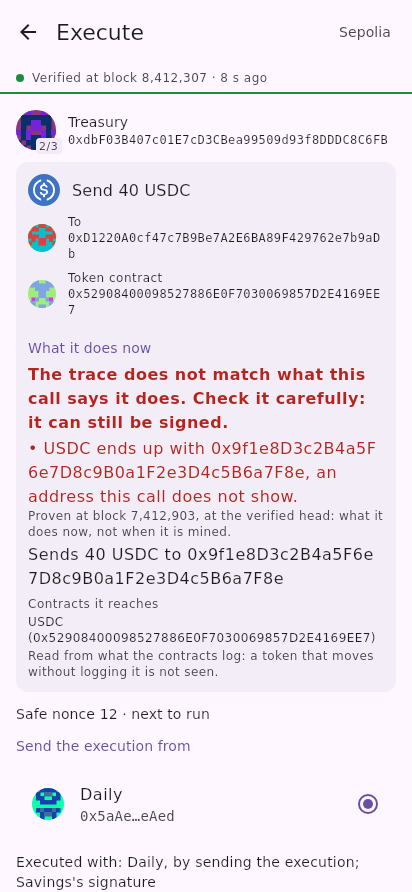 Execute
Sepolia
Verified at block 8,412,307 · 8 s ago
Treasury
0xdbF03B407c01E7cD3CBea99509d93f8DDDC8C6FB
2/3
Send 40 USDC
To
0xD1220A0cf47c7B9Be7A2E6BA89F429762e7b9aD
b
Token contract
0x52908400098527886E0F7030069857D2E4169EE
7
What it does now
The trace does not match what this
call says it does. Check it carefully:
it can still be signed.
• USDC ends up with 0x9f1e8D3c2B4a5F
6e7D8c9B0a1F2e3D4c5B6a7F8e, an
address this call does not show.
Proven at block 7,412,903, at the verified head: what it
does now, not when it is mined.
Sends 40 USDC to 0x9f1e8D3c2B4a5F6e
7D8c9B0a1F2e3D4c5B6a7F8e
Contracts it reaches
USDC
(0x52908400098527886E0F7030069857D2E4169EE7)
Read from what the contracts log: a token that moves
without logging it is not seen.
Safe nonce 12 · next to run
Send the execution from
Daily
0x5aAe…eAed
Executed with: Daily, by sending the execution;
Savings's signature